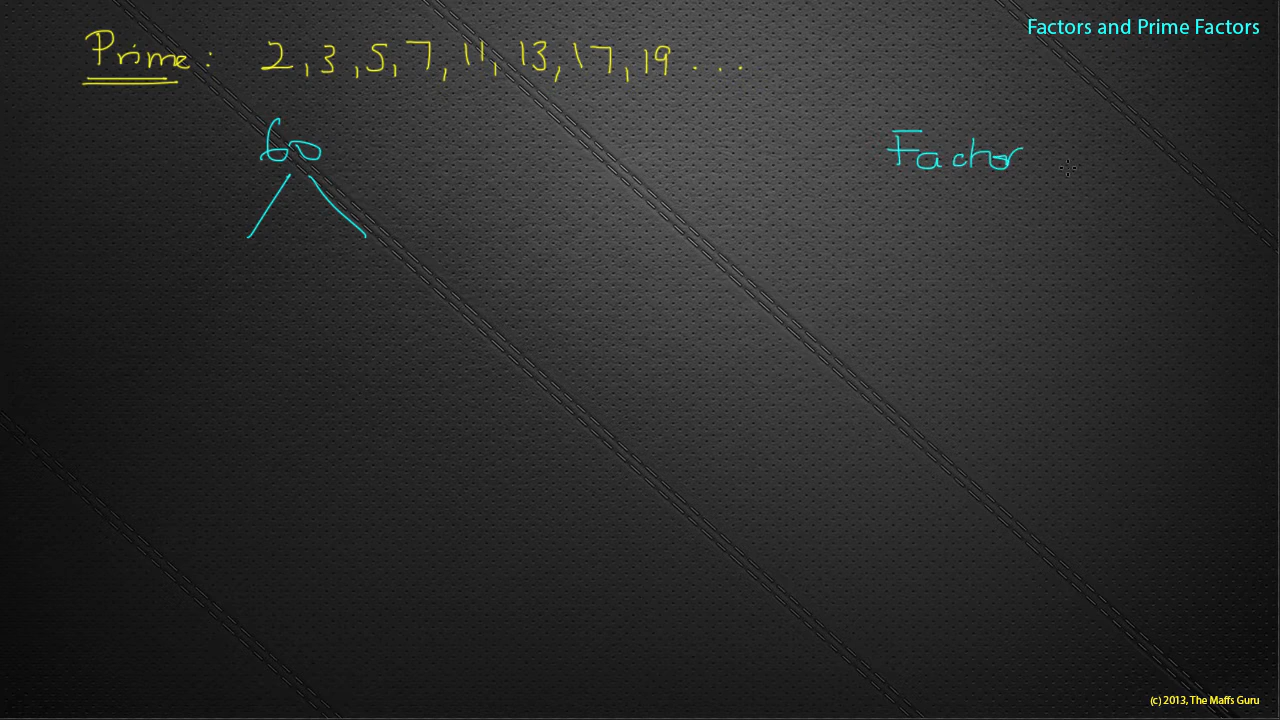 Factors and Prime Factors
Prime: 2, 3, 5, 7, 11, 13, 17, 19 ...
60
Factor
(c) 2013, The Maffs Guru